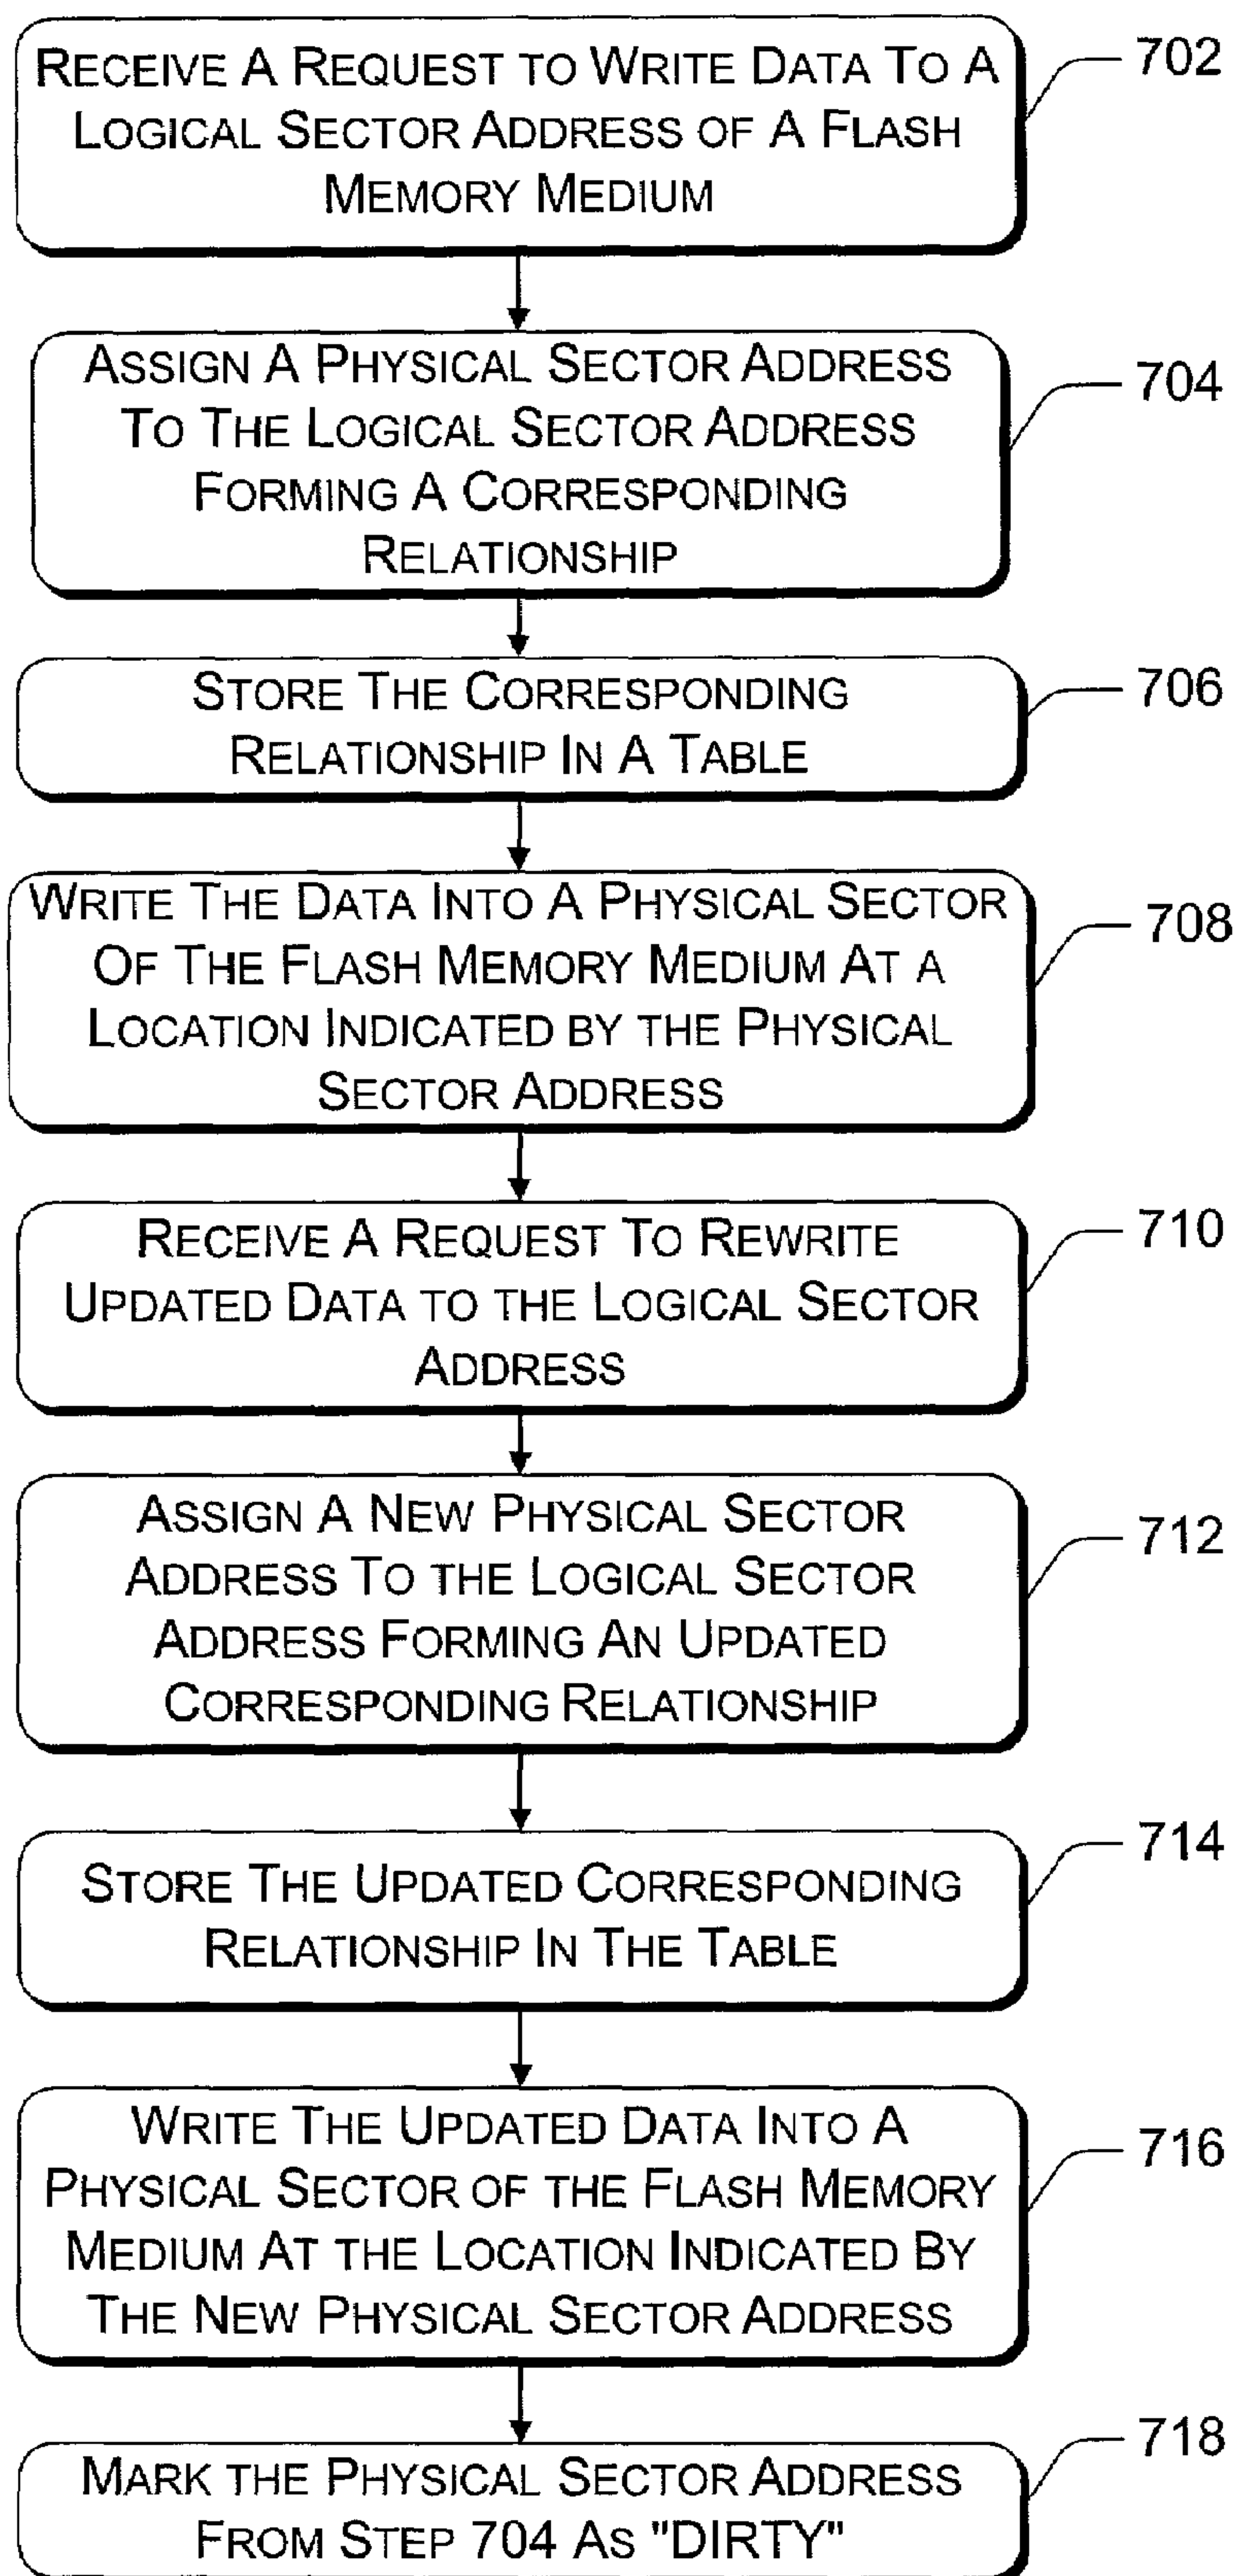 RECEIVE A REQUEST TO WRITE DATA TO A
LOGICAL SECTOR ADDRESS OF A FLASH
MEMORY MEDIUM
702
ASSIGN A PHYSICAL SECTOR ADDRESS
TO THE LOGICAL SECTOR ADDRESS
FORMING A CORRESPONDING
RELATIONSHIP
704
STORE THE CORRESPONDING
RELATIONSHIP IN A TABLE
706
WRITE THE DATA INTO A PHYSICAL SECTOR
OF THE FLASH MEMORY MEDIUM AT A
LOCATION INDICATED BY THE PHYSICAL
SECTOR ADDRESS
708
RECEIVE A REQUEST TO REWRITE
UPDATED DATA TO THE LOGICAL SECTOR
ADDRESS
710
ASSIGN A NEW PHYSICAL SECTOR
ADDRESS TO THE LOGICAL SECTOR
ADDRESS FORMING AN UPDATED
CORRESPONDING RELATIONSHIP
712
STORE THE UPDATED CORRESPONDING
RELATIONSHIP IN THE TABLE
714
WRITE THE UPDATED DATA INTO A
PHYSICAL SECTOR OF THE FLASH MEMORY
MEDIUM AT THE LOCATION INDICATED BY
THE NEW PHYSICAL SECTOR ADDRESS
716
MARK THE PHYSICAL SECTOR ADDRESS
FROM STEP 704 AS "DIRTY"
718